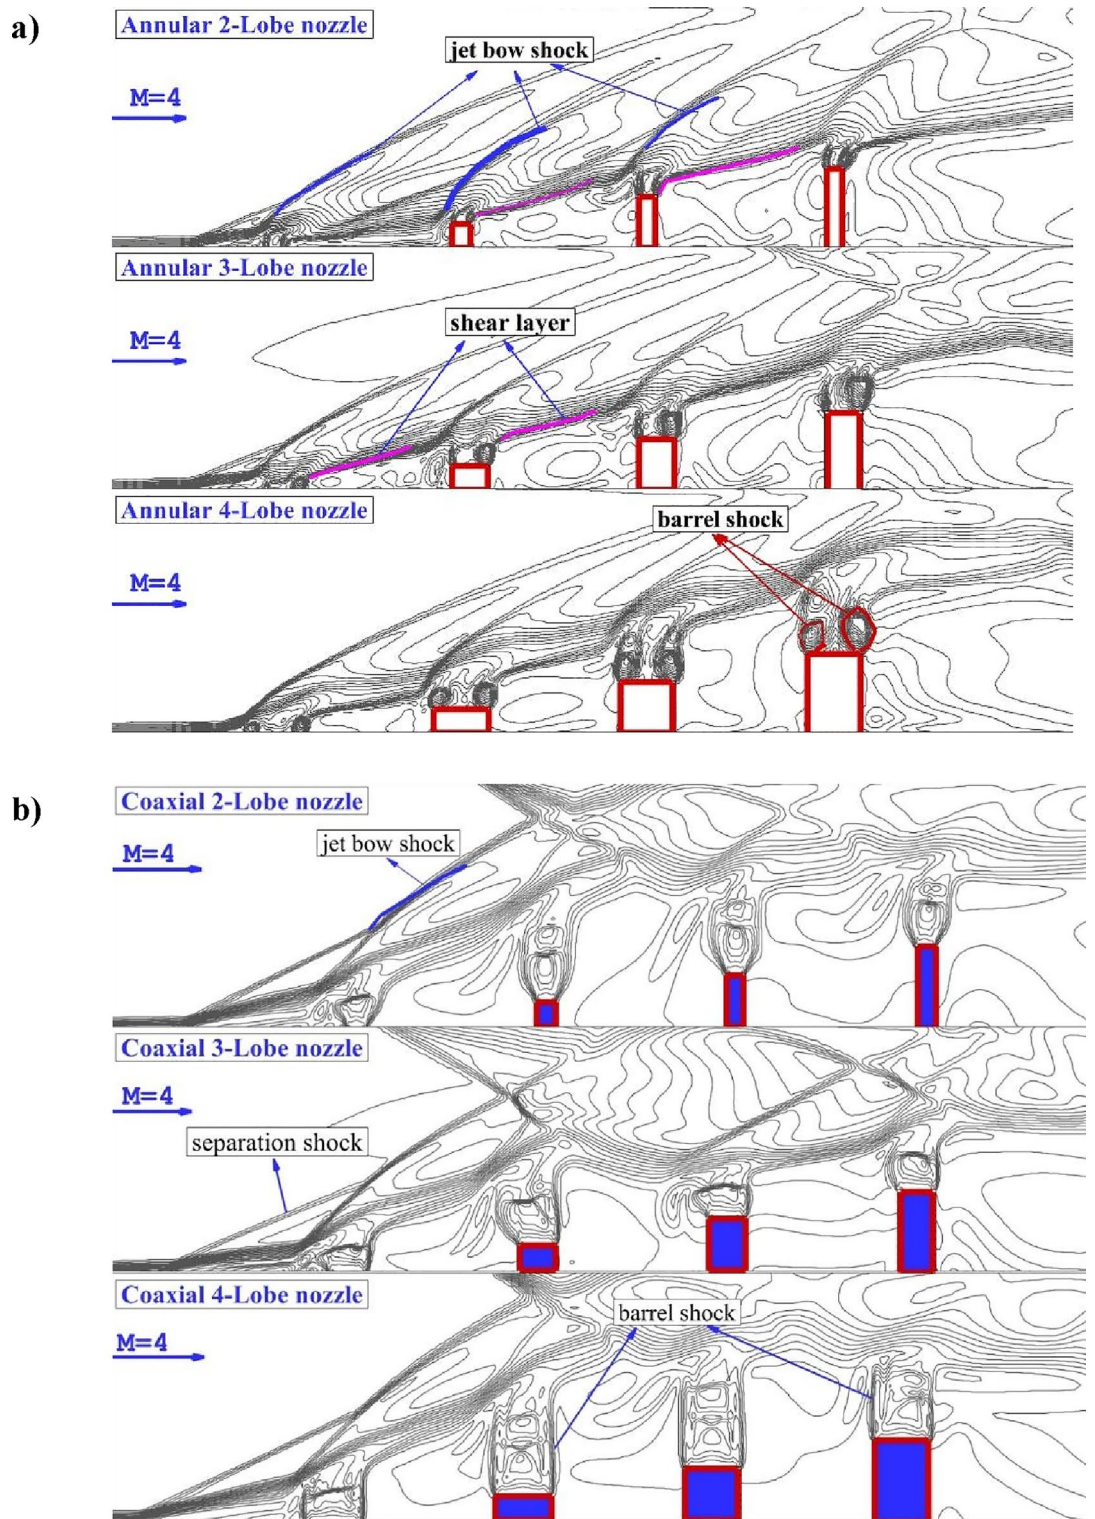 a)
Annular 2-Lobe nozzle
jet bow shock
M=4
Annular 3-Lobe nozzle
shear layer
M=4
Annular 4-Lobe nozzle
barrel shock
M=4
b)
Coaxial 2-Lobe nozzle
jet bow shock
M=4
Coaxial 3-Lobe nozzle
M=4
separation shock
Coaxial 4-Lobe nozzle
barrel shock
M=4